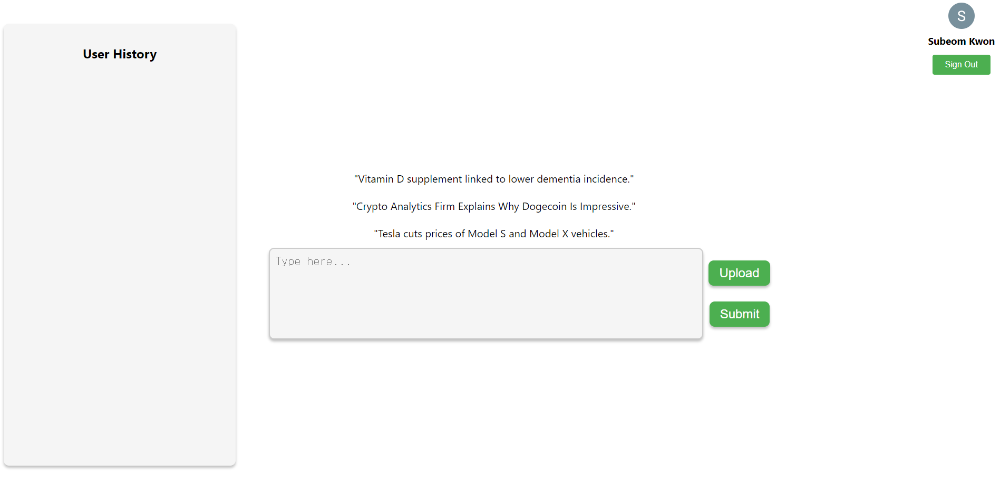 S
Subeom Kwon
Sign Out
User History
"Vitamin D supplement linked to lower dementia incidence."
"Crypto Analytics Firm Explains Why Dogecoin Is Impressive."
"Tesla cuts prices of Model S and Model X vehicles."
Type here...
Upload
Submit